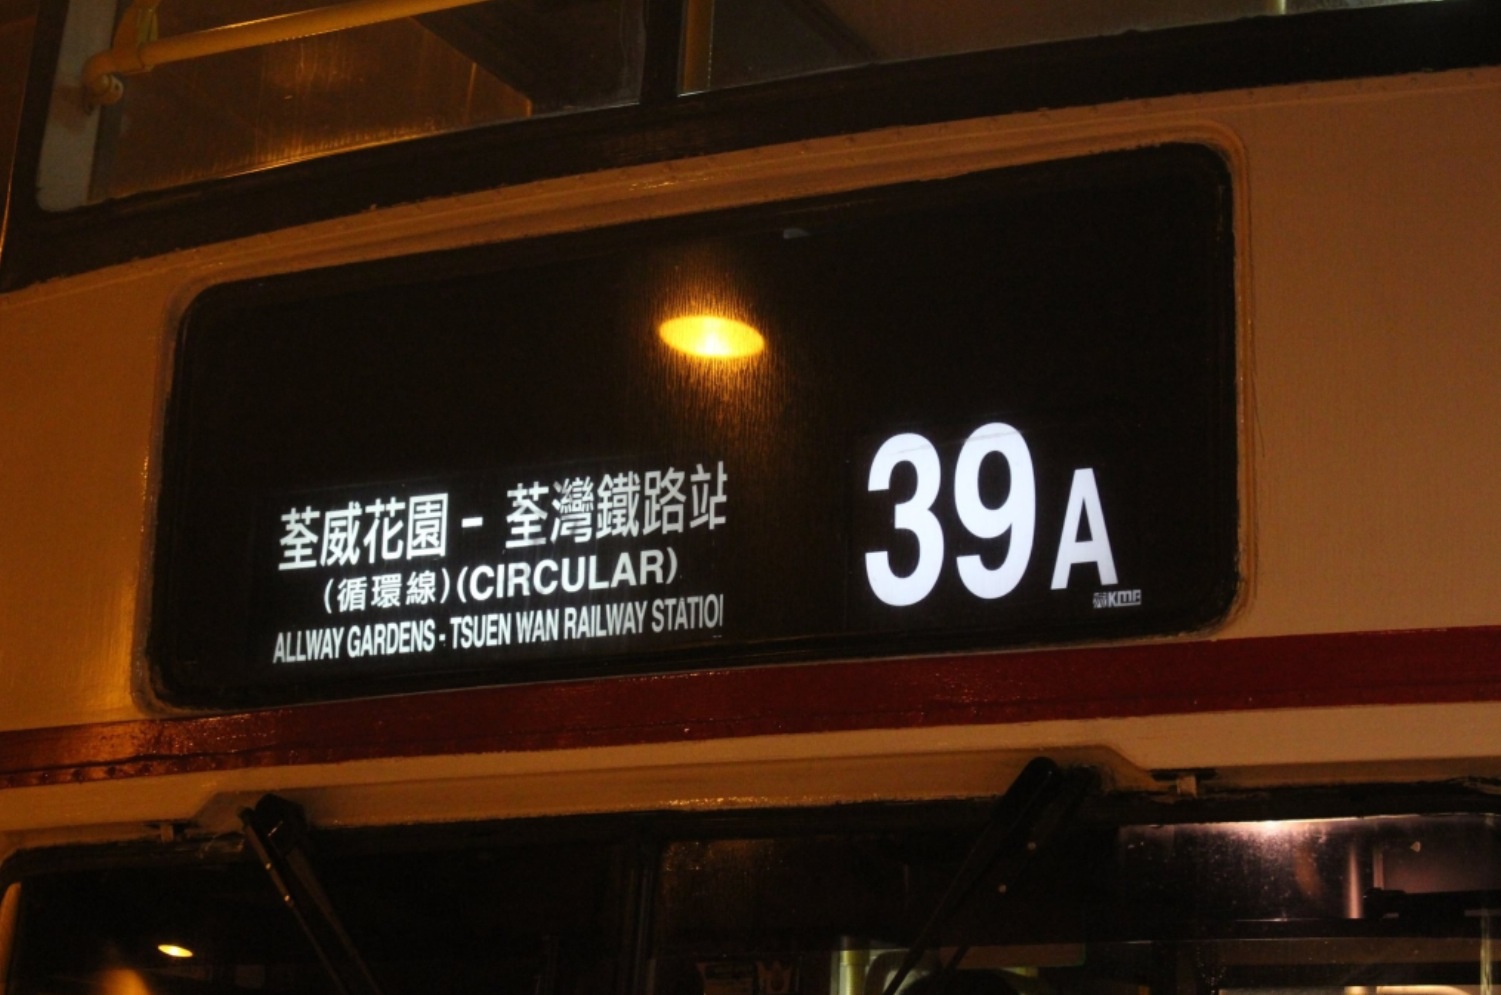 荃威花園 - 荃灣鐵路站
(循環線)(CIRCULAR)
ALLWAY GARDENS - TSUEN WAN RAILWAY STATION
39A
KMB